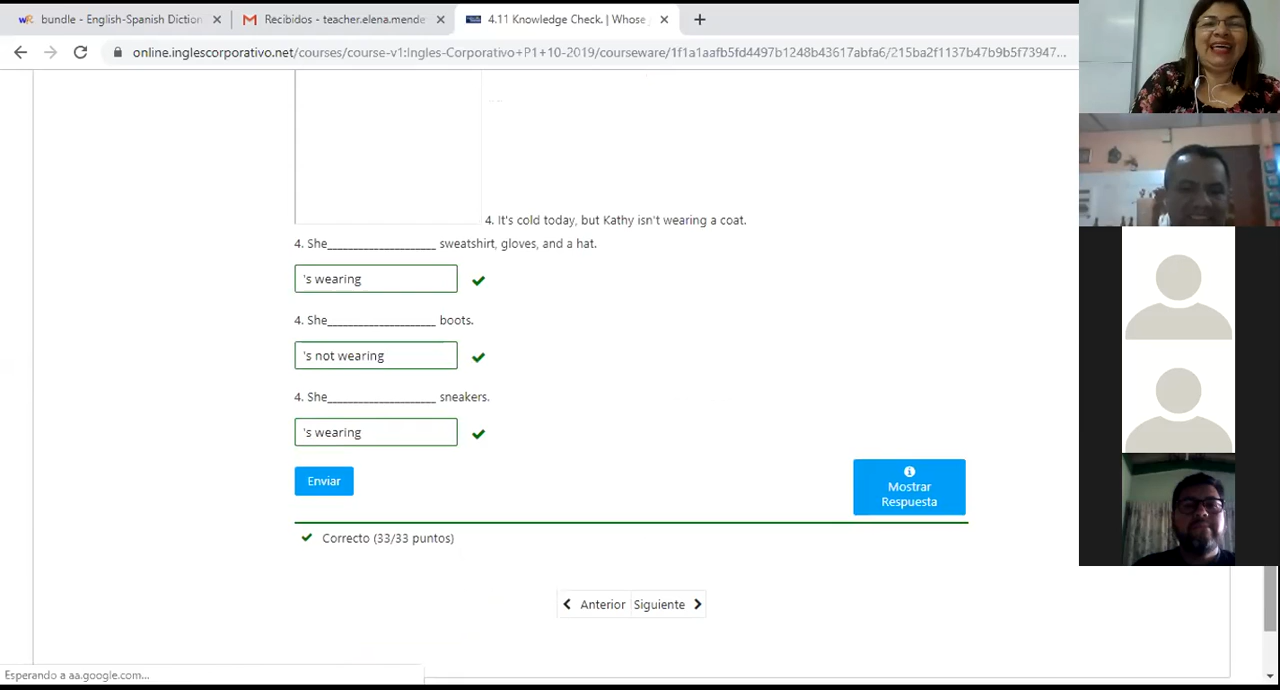 bundle - English-Spanish Diction
Recibidos - teacher.elena.mende
4.11 Knowledge Check. | Whose
online.inglescorporativo.net/courses/course-v1:Ingles-Corporativo+P1+10-2019/courseware/1f1a1aafb5fd4497b1248b43617abfa6/215ba2f1137b47b9b5f73947...
4. It's cold today, but Kathy isn't wearing a coat.
4. She____________________ sweatshirt, gloves, and a hat.
's wearing
4. She____________________ boots.
's not wearing
4. She____________________ sneakers.
's wearing
Enviar
Mostrar
Respuesta
Correcto (33/33 puntos)
Anterior Siguiente
Esperando a aa.google.com...